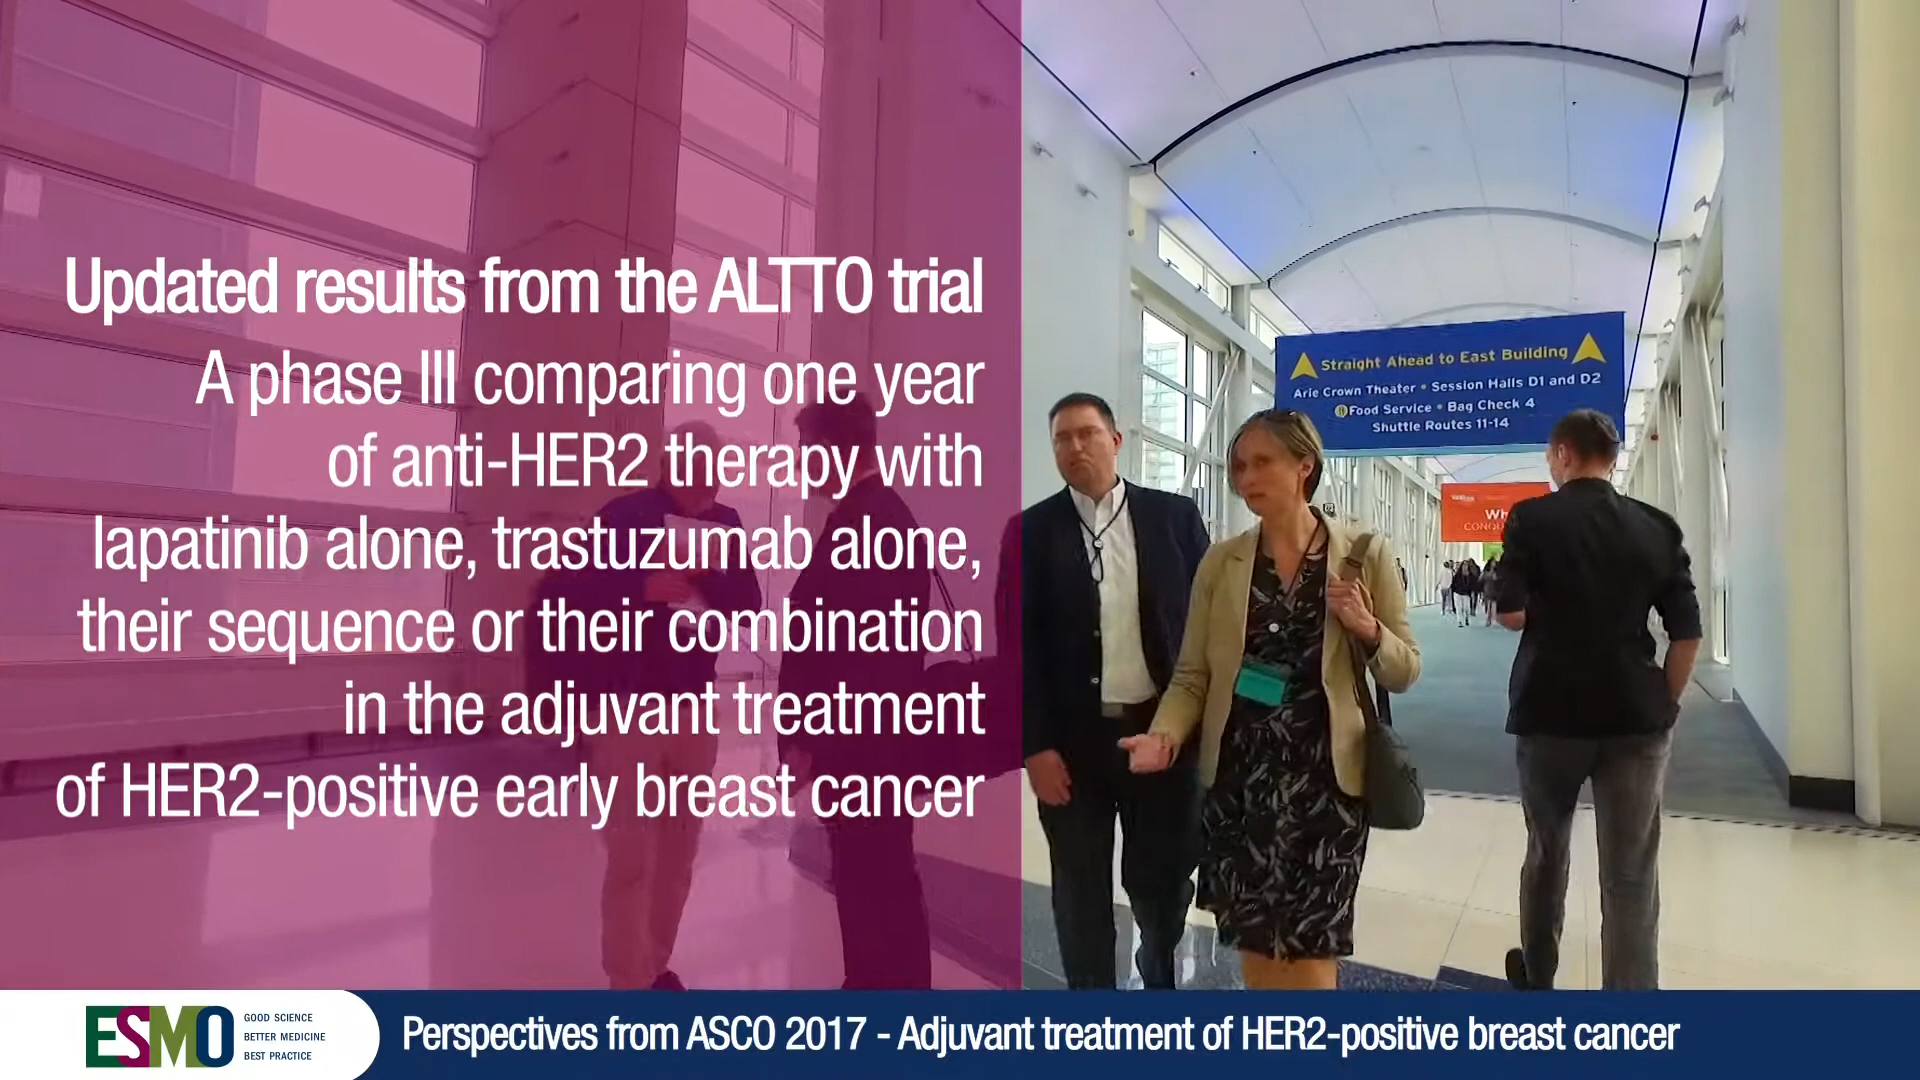 Updated results from the ALTTO trial
A phase III comparing one year
of anti-HER2 therapy with
lapatinib alone, trastuzumab alone,
their sequence or their combination
in the adjuvant treatment
of HER2-positive early breast cancer
Straight Ahead to East Building
Arie Crown Theater • Session Halls D1 and D2
Food Service • Bag Check 4
Shuttle Routes 11-14
ESMO
GOOD SCIENCE
BETTER MEDICINE
BEST PRACTICE
Perspectives from ASCO 2017 - Adjuvant treatment of HER2-positive breast cancer